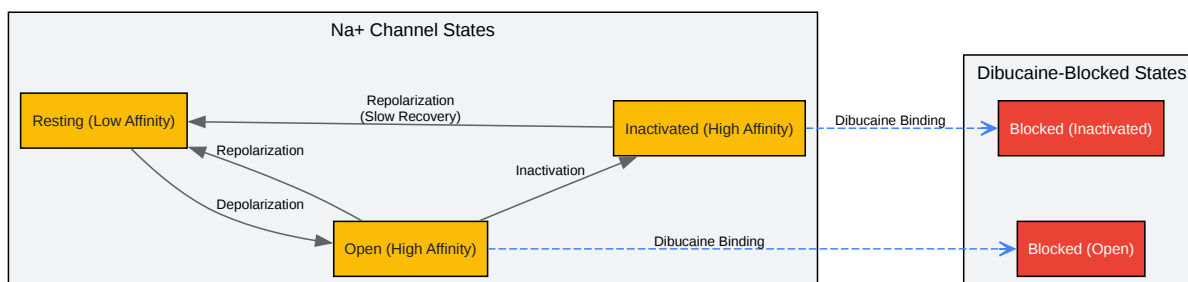 Na+ Channel States
Dibucaine-Blocked States
Resting (Low Affinity)
Repolarization
(Slow Recovery)
Inactivated (High Affinity)
Dibucaine Binding
Blocked (Inactivated)
Repolarization
Inactivation
Depolarization
Open (High Affinity)
Dibucaine Binding
Blocked (Open)